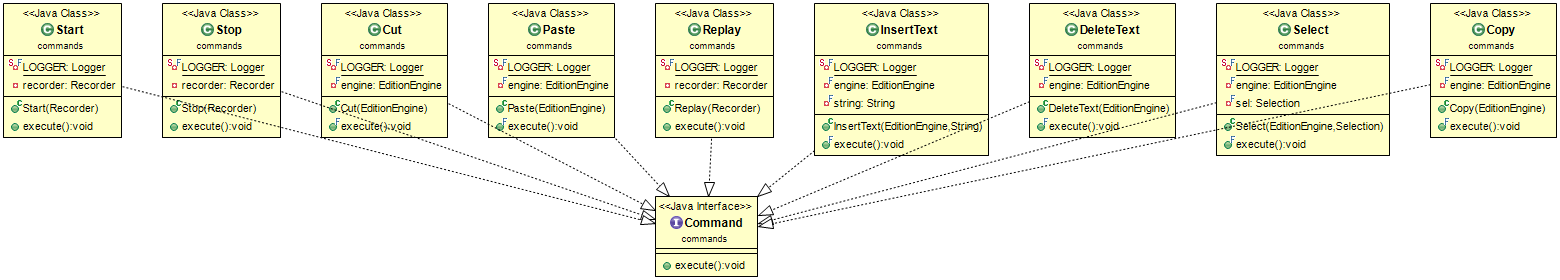 <<Java Class>>
Start
commands
LOGGER: Logger
recorder: Recorder
Start(Recorder)
execute():void
<<Java Class>>
Stop
commands
LOGGER: Logger
recorder: Recorder
Stop(Recorder)
execute():void
<<Java Class>>
Cut
commands
LOGGER: Logger
engine: EditionEngine
Cut(EditionEngine)
execute():void
<<Java Class>>
Paste
commands
LOGGER: Logger
engine: EditionEngine
Paste(EditionEngine)
execute():void
<<Java Class>>
Replay
commands
LOGGER: Logger
recorder: Recorder
Replay(Recorder)
execute():void
<<Java Class>>
InsertText
commands
LOGGER: Logger
engine: EditionEngine
string: String
InsertText(EditionEngine,String)
execute():void
<<Java Class>>
DeleteText
commands
LOGGER: Logger
engine: EditionEngine
DeleteText(EditionEngine)
execute():void
<<Java Class>>
Select
commands
LOGGER: Logger
engine: EditionEngine
sel: Selection
Select(EditionEngine,Selection)
execute():void
<<Java Class>>
Copy
commands
LOGGER: Logger
engine: EditionEngine
Copy(EditionEngine)
execute():void
<<Java Interface>>
Command
commands
execute():void